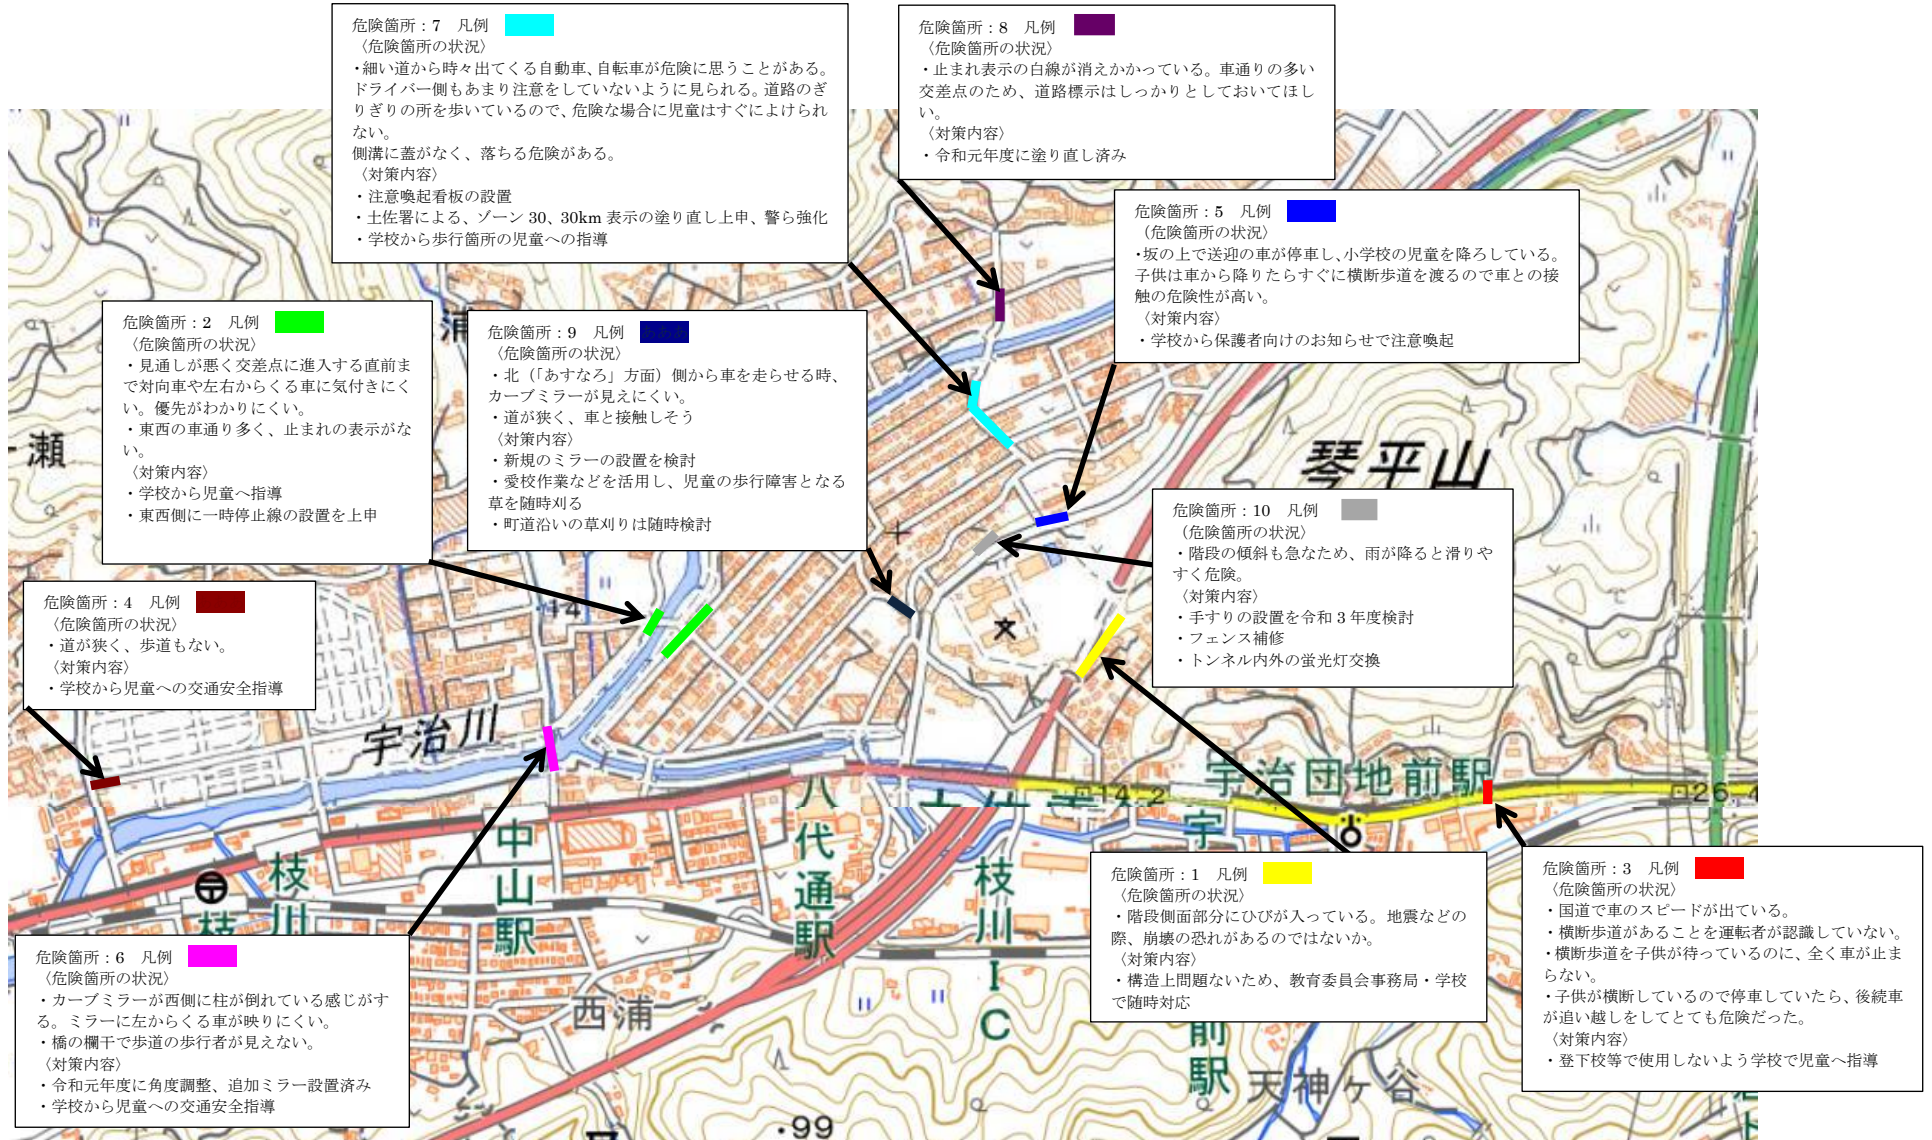 危険箇所：7　凡例
〈危険箇所の状況〉
・細い道から時々出てくる自動車、自転車が危険に思うことがある。
ドライバー側もあまり注意をしていないように見られる。道路のぎ
りぎりの所を歩いているので、危険な場合に児童はすぐによけられ
ない。
側溝に蓋がなく、落ちる危険がある。
〈対策内容〉
・注意喚起看板の設置
・土佐署による、ゾーン 30、30km 表示の塗り直し上申、警ら強化
・学校から歩行箇所の児童への指導
危険箇所：8　凡例
〈危険箇所の状況〉
・止まれ表示の白線が消えかかっている。車通りの多い
交差点のため、道路標示はしっかりとしておいてほし
い。
〈対策内容〉
・令和元年度に塗り直し済み
危険箇所：5　凡例
（危険箇所の状況）
・坂の上で送迎の車が停車し、小学校の児童を降ろしている。
子供は車から降りたらすぐに横断歩道を渡るので車との接
触の危険性が高い。
〈対策内容〉
・学校から保護者向けのお知らせで注意喚起
危険箇所：2　凡例
〈危険箇所の状況〉
・見通しが悪く交差点に進入する直前ま
で対向車や左右からくる車に気付きにく
い。優先がわかりにくい。
・東西の車通り多く、止まれの表示がな
い。
〈対策内容〉
・学校から児童へ指導
・東西側に一時停止線の設置を上申
危険箇所：9　凡例　あああ
〈危険箇所の状況〉
・北（「あすなろ」方面）側から車を走らせる時、
カーブミラーが見えにくい。
・道が狭く、車と接触しそう
〈対策内容〉
・新規のミラーの設置を検討
・愛校作業などを活用し、児童の歩行障害となる
草を随時刈る
・町道沿いの草刈りは随時検討
危険箇所：10　凡例
（危険箇所の状況）
・階段の傾斜も急なため、雨が降ると滑りや
すく危険。
〈対策内容〉
・手すりの設置を令和 3 年度検討
・フェンス補修
・トンネル内外の蛍光灯交換
危険箇所：4　凡例
〈危険箇所の状況〉
・道が狭く、歩道もない。
〈対策内容〉
・学校から児童への交通安全指導
危険箇所：1　凡例
〈危険箇所の状況〉
・階段側面部分にひびが入っている。地震などの
際、崩壊の恐れがあるのではないか。
〈対策内容〉
・構造上問題ないため、教育委員会事務局・学校
で随時対応
危険箇所：3　凡例
〈危険箇所の状況〉
・国道で車のスピードが出ている。
・横断歩道があることを運転者が認識していない。
・横断歩道を子供が待っているのに、全く車が止ま
らない。
・子供が横断しているので停車していたら、後続車
が追い越しをしてとても危険だった。
〈対策内容〉
・登下校等で使用しないよう学校で児童へ指導
危険箇所：6　凡例
〈危険箇所の状況〉
・カーブミラーが西側に柱が倒れている感じがす
る。ミラーに左からくる車が映りにくい。
・橋の欄干で歩道の歩行者が見えない。
〈対策内容〉
・令和元年度に角度調整、追加ミラー設置済み
・学校から児童への交通安全指導
瀬
浦
琴平山
文
14
宇治川
宇治団地前駅
14.2
26.4
中山駅
八代通駅
枝川
枝川IC
宇
前駅
西浦
天神ヶ谷
・99